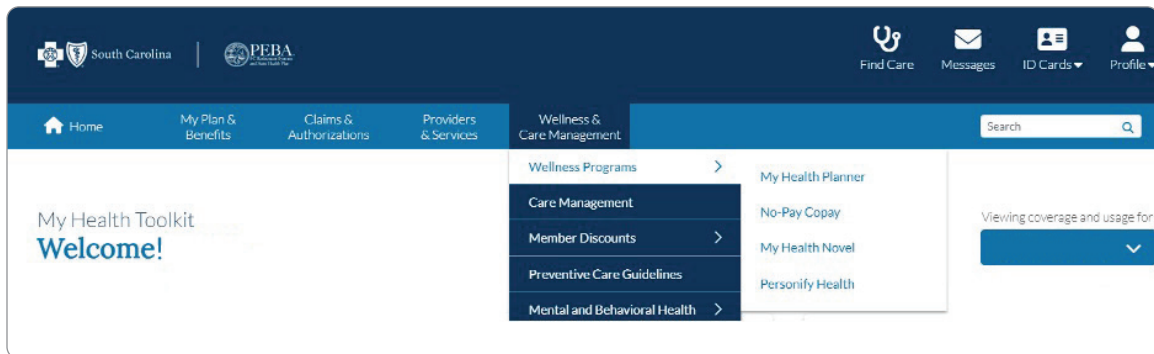 South Carolina
PEBA
Find Care
Messages
ID Cards
Profile
Home
My Plan &
Benefits
Claims &
Authorizations
Providers
& Services
Wellness &
Care Management
Search
Wellness Programs
Care Management
Member Discounts
Preventive Care Guidelines
Mental and Behavioral Health
My Health Planner
No-Pay Copay
My Health Novel
Personify Health
My Health Toolkit
Welcome!
Viewing coverage and usage for